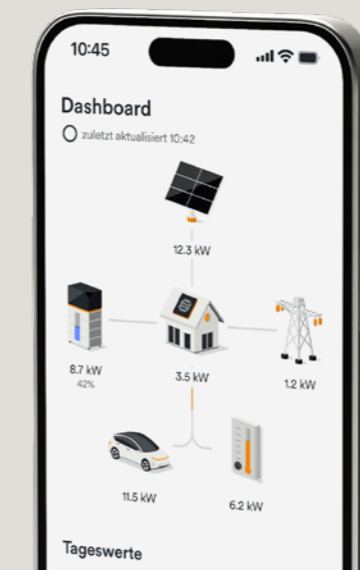 10:45
Dashboard
zuletzt aktualisiert 10:42
12.3 kW
8.7 kW
42%
3.5 kW
1.2 kW
11.5 kW
6.2 kW
Tageswerte